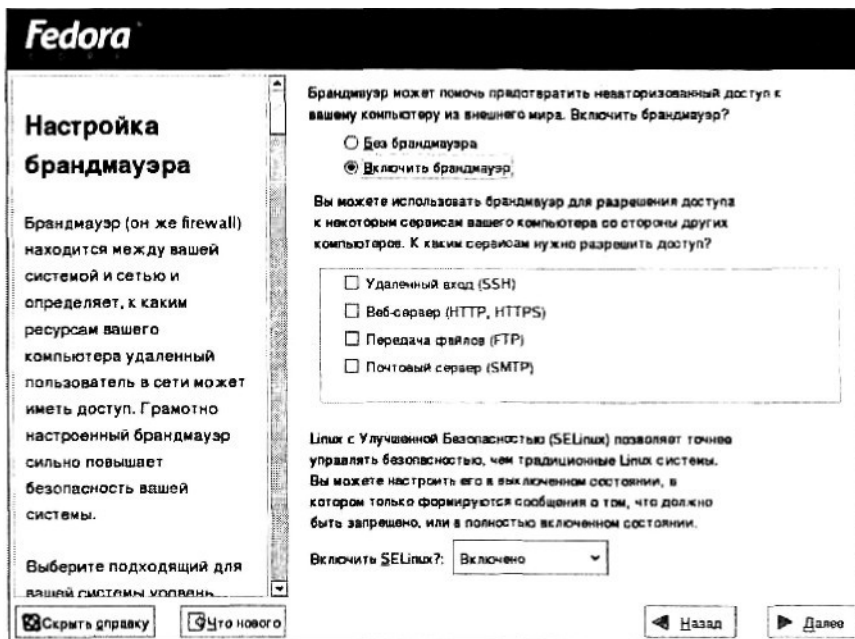 Fedora
CORE
Настройка
брандмауэра
Брандмауэр (он же firewall)
находится между вашей
системой и сетью и
определяет, к каким
ресурсам вашего
компьютера удаленный
пользователь в сети может
иметь доступ. Грамотно
настроенный брандмауэр
сильно повышает
безопасность вашей
системы.
Выберите подходящий для
вашей системы уровень
Брандмауэр может помочь предотвратить неавторизованный доступ к
вашему компьютеру из внешнего мира. Включить брандмауэр?
Без брандмауэра
Включить брандмауэр
Вы можете использовать брандмауэр для разрешения доступа
к некоторым сервисам вашего компьютера со стороны других
компьютеров. К каким сервисам нужно разрешить доступ?
Удаленный вход (SSH)
Веб-сервер (HTTP, HTTPS)
Передача файлов (FTP)
Почтовый сервер (SMTP)
Linux с Улучшенной Безопасностью (SELinux) позволяет точнее
управлять безопасностью, чем традиционные Linux системы.
Вы можете настроить его в выключенном состоянии, в
котором только формируются сообщения о том, что должно
быть запрещено, или в полностью включенном состоянии.
Включить SELinux?: Включено
Скрыть справку
Что нового
Назад
Далее